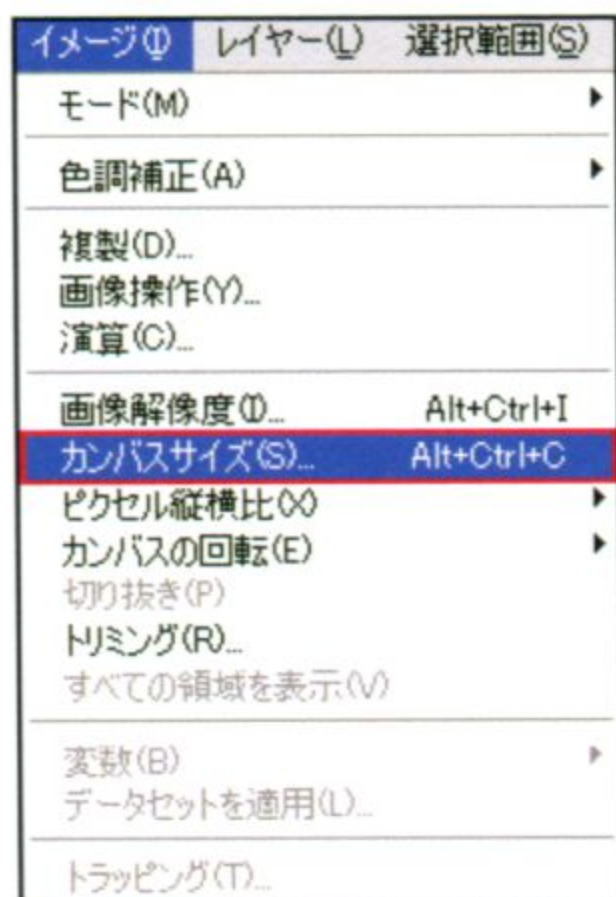 イメージ(I) レイヤー(L) 選択範囲(S)
モード(M)
色調補正(A)
複製(D)...
画像操作(Y)...
演算(C)...
画像解像度(I)... Alt+Ctrl+I
カンバスサイズ(S)... Alt+Ctrl+C
ピクセル縦横比(X)
カンバスの回転(E)
切り抜き(P)
トリミング(R)...
すべての領域を表示(V)
変数(B)
データセットを適用(L)...
トラッピング(T)...